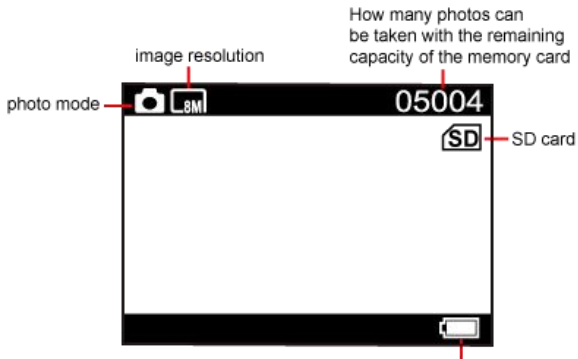 How many photos can
be taken with the remaining
capacity of the memory card
image resolution
photo mode
8M
05004
SD
SD card